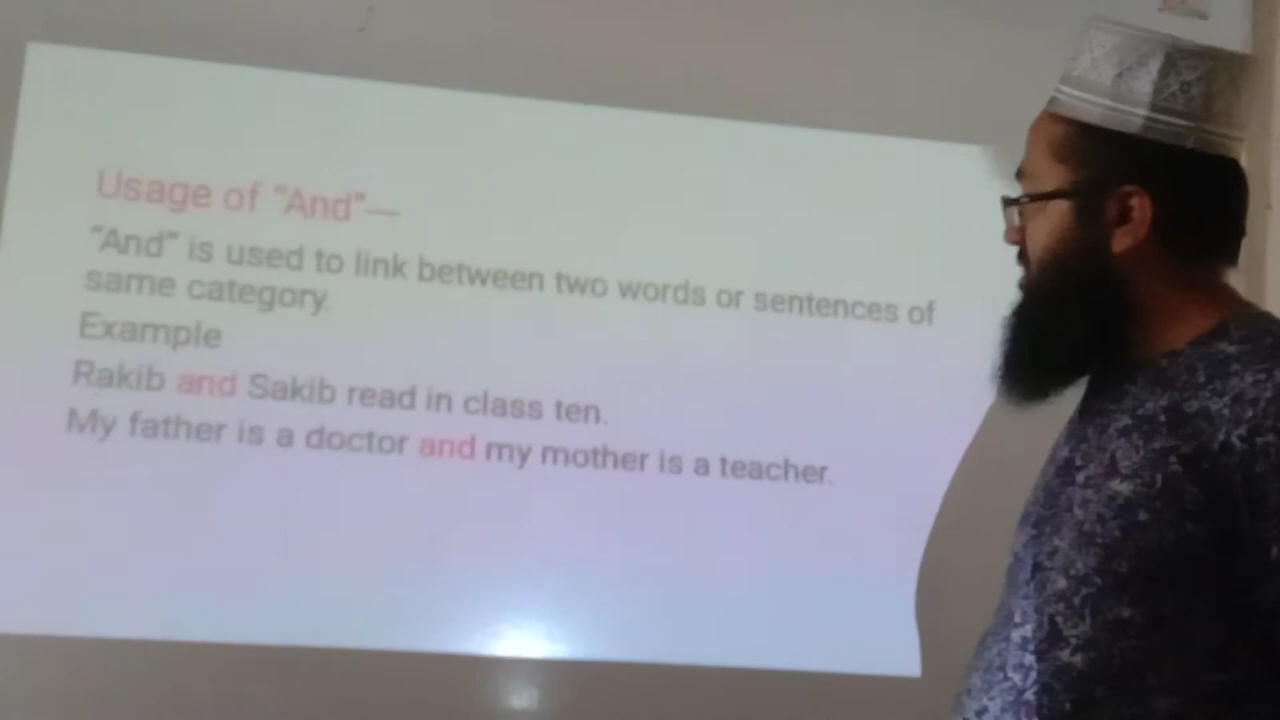 Usage of “And”—
“And” is used to link between two words or sentences of
same category.
Example
Rakib and Sakib read in class ten.
My father is a doctor and my mother is a teacher.